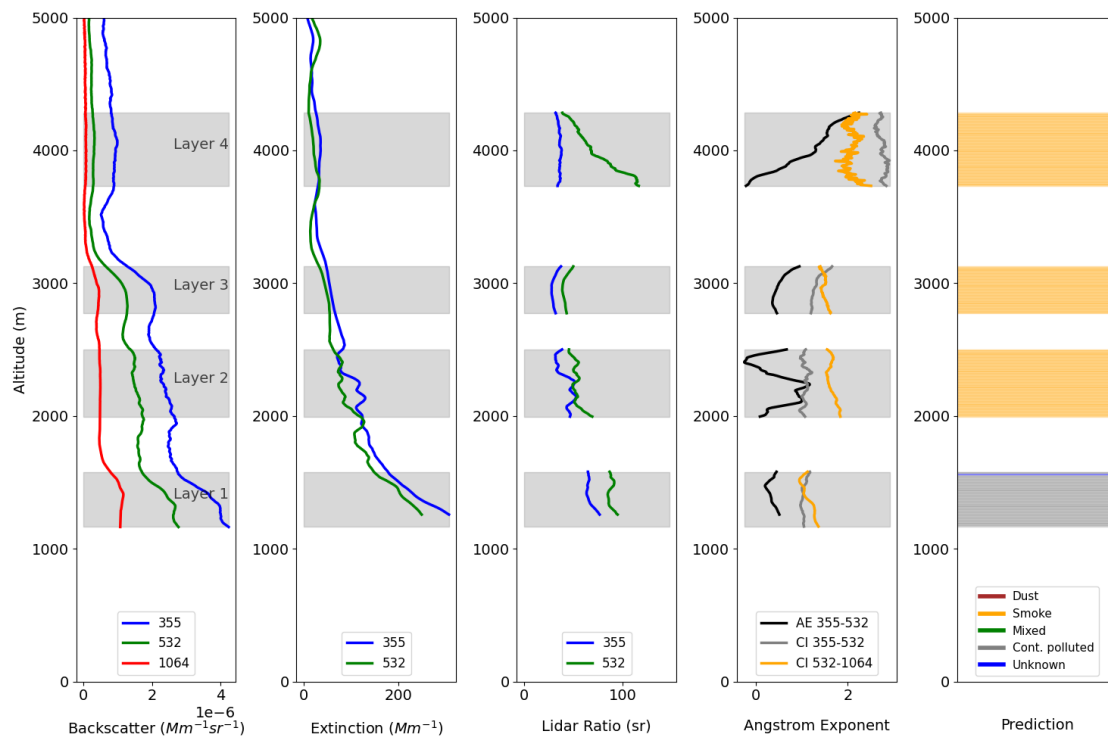 Altitude (m)
5000
4000
3000
2000
1000
0
Layer 4
Layer 3
Layer 2
Layer 1
355
532
1064
0 2 4
1e−6
Backscatter (Mm⁻¹sr⁻¹)
5000
4000
3000
2000
1000
0
355
532
0 200
Extinction (Mm⁻¹)
5000
4000
3000
2000
1000
0
355
532
0 100
Lidar Ratio (sr)
5000
4000
3000
2000
1000
0
AE 355-532
CI 355-532
CI 532-1064
0 2
Angstrom Exponent
5000
4000
3000
2000
1000
0
Dust
Smoke
Mixed
Cont. polluted
Unknown
Prediction